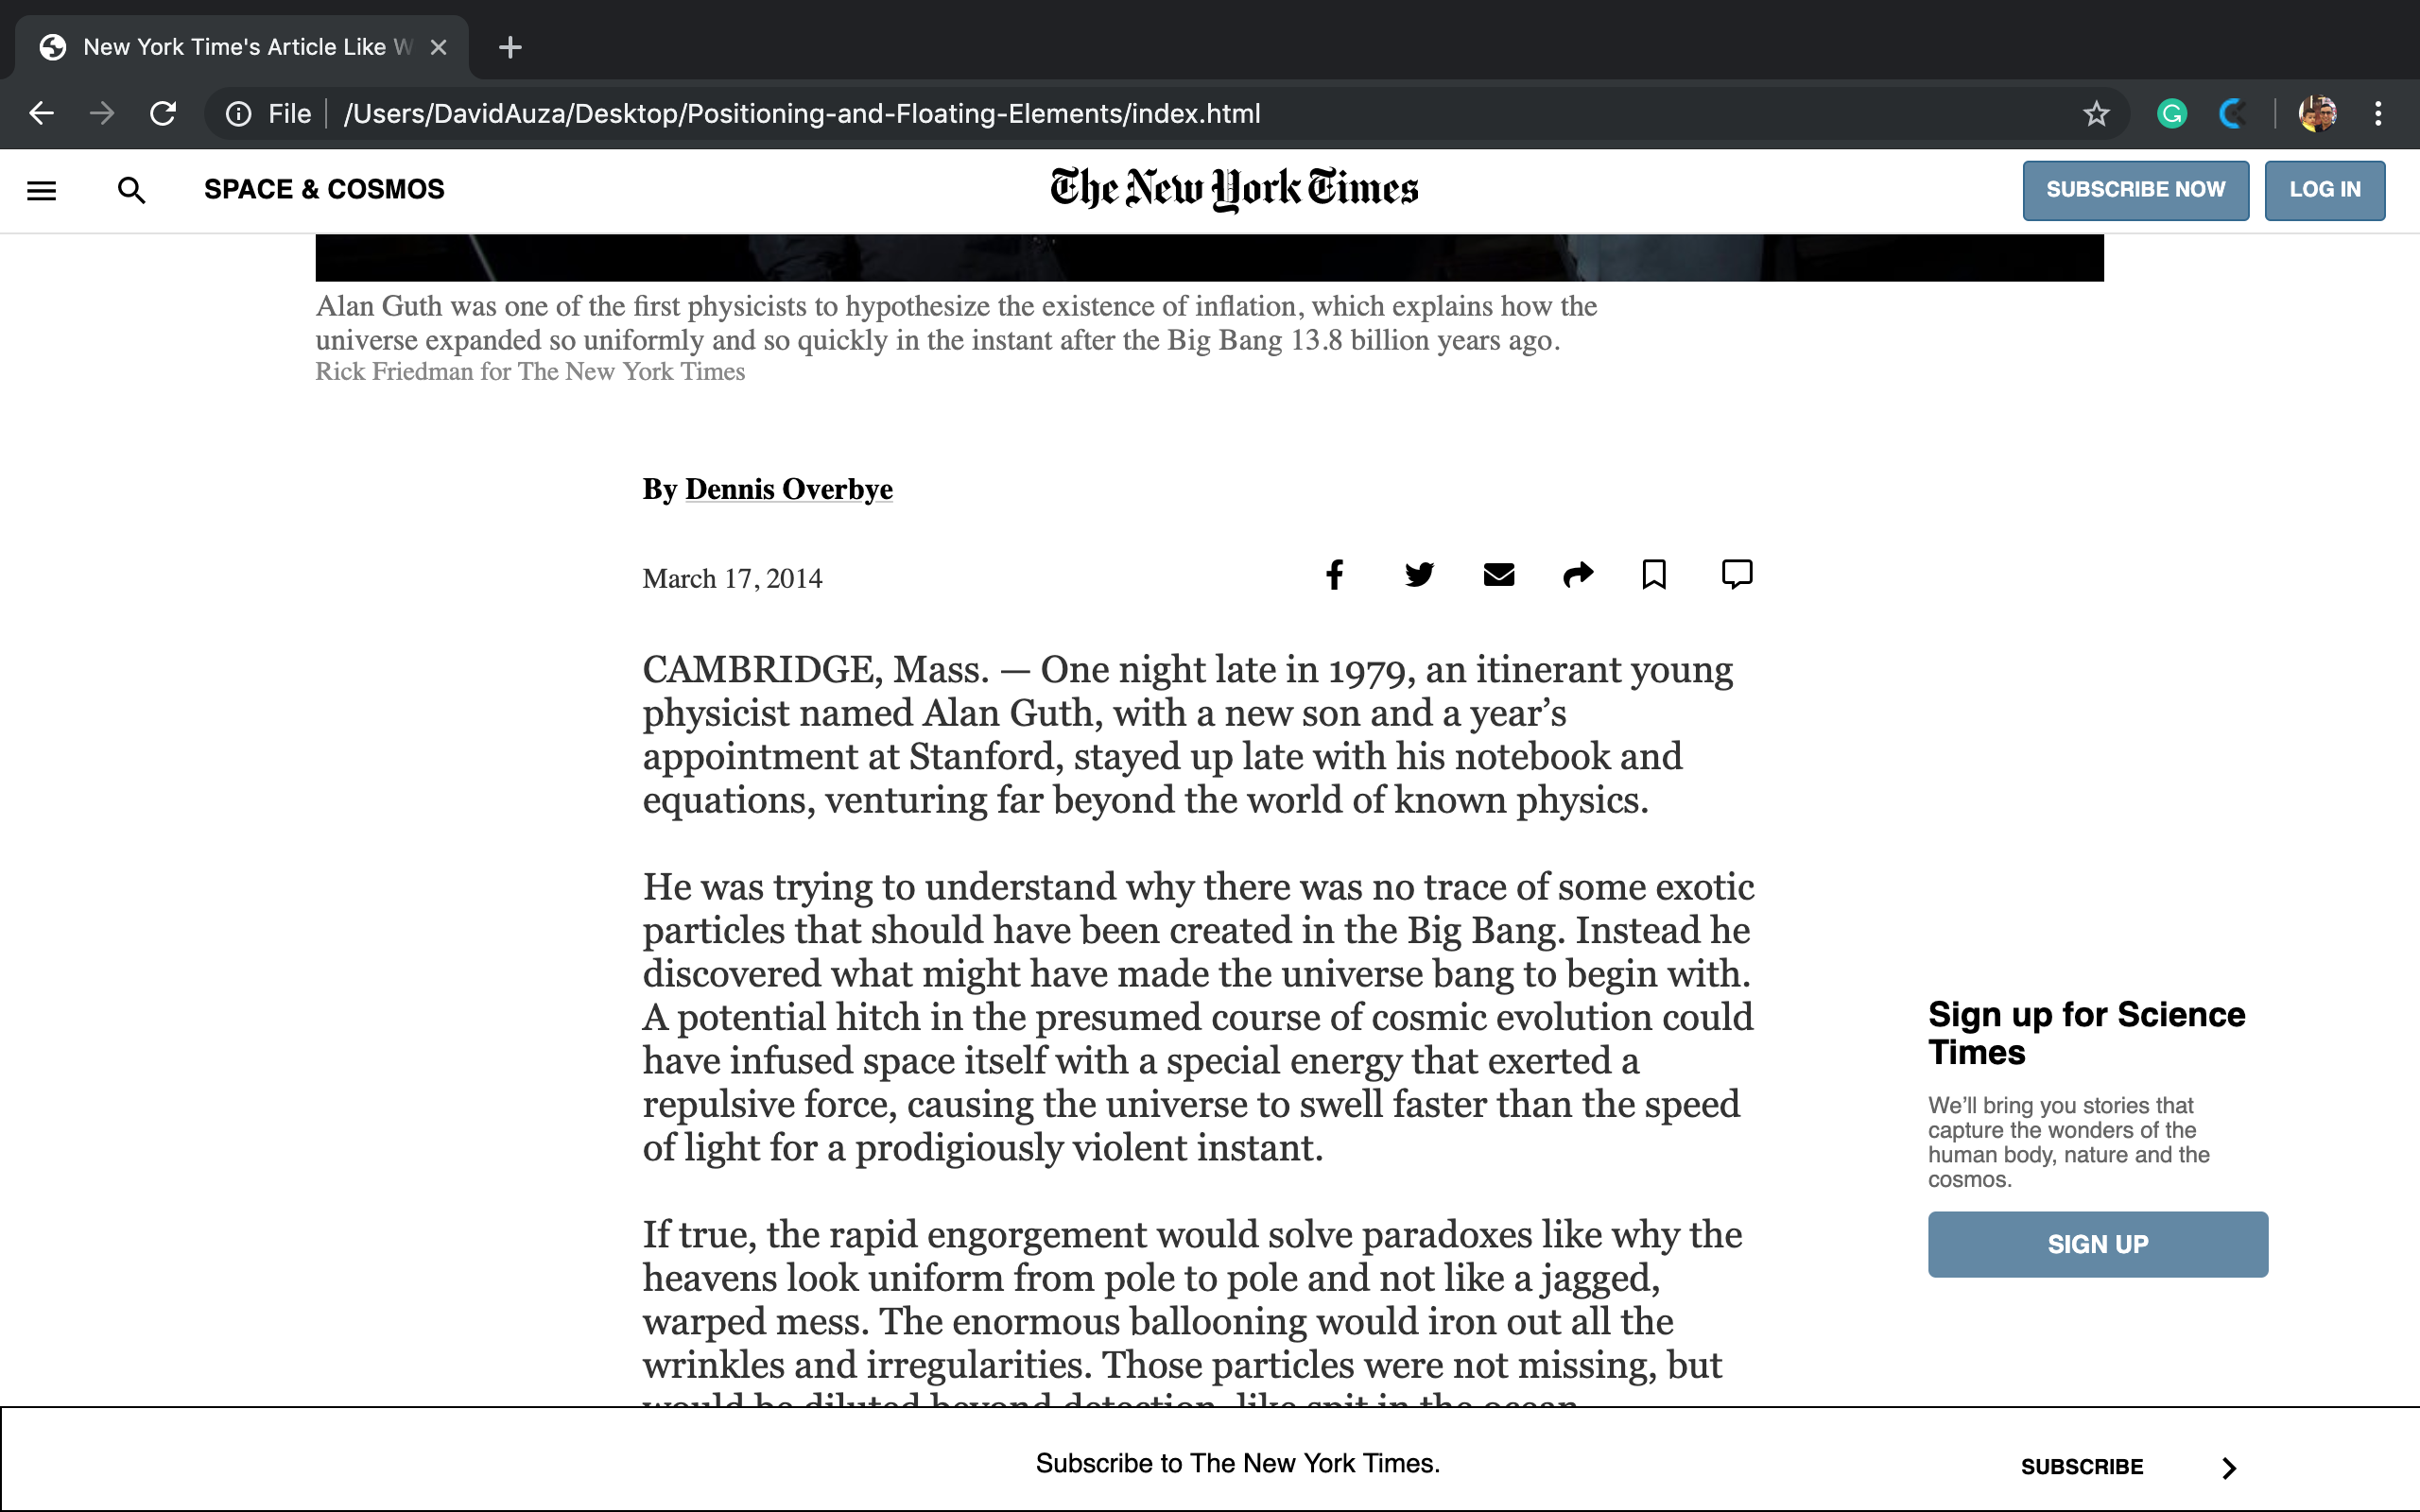 New York Time's Article Like W
File /Users/DavidAuza/Desktop/Positioning-and-Floating-Elements/index.html
SPACE & COSMOS
The New York Times
SUBSCRIBE NOW
LOG IN
Alan Guth was one of the first physicists to hypothesize the existence of inflation, which explains how the
universe expanded so uniformly and so quickly in the instant after the Big Bang 13.8 billion years ago.
Rick Friedman for The New York Times
By Dennis Overbye
March 17, 2014
CAMBRIDGE, Mass. — One night late in 1979, an itinerant young
physicist named Alan Guth, with a new son and a year’s
appointment at Stanford, stayed up late with his notebook and
equations, venturing far beyond the world of known physics.
He was trying to understand why there was no trace of some exotic
particles that should have been created in the Big Bang. Instead he
discovered what might have made the universe bang to begin with.
A potential hitch in the presumed course of cosmic evolution could
have infused space itself with a special energy that exerted a
repulsive force, causing the universe to swell faster than the speed
of light for a prodigiously violent instant.
If true, the rapid engorgement would solve paradoxes like why the
heavens look uniform from pole to pole and not like a jagged,
warped mess. The enormous ballooning would iron out all the
wrinkles and irregularities. Those particles were not missing, but
would be diluted beyond detection, like spit in the ocean.
Sign up for Science
Times
We’ll bring you stories that
capture the wonders of the
human body, nature and the
cosmos.
SIGN UP
Subscribe to The New York Times.
SUBSCRIBE